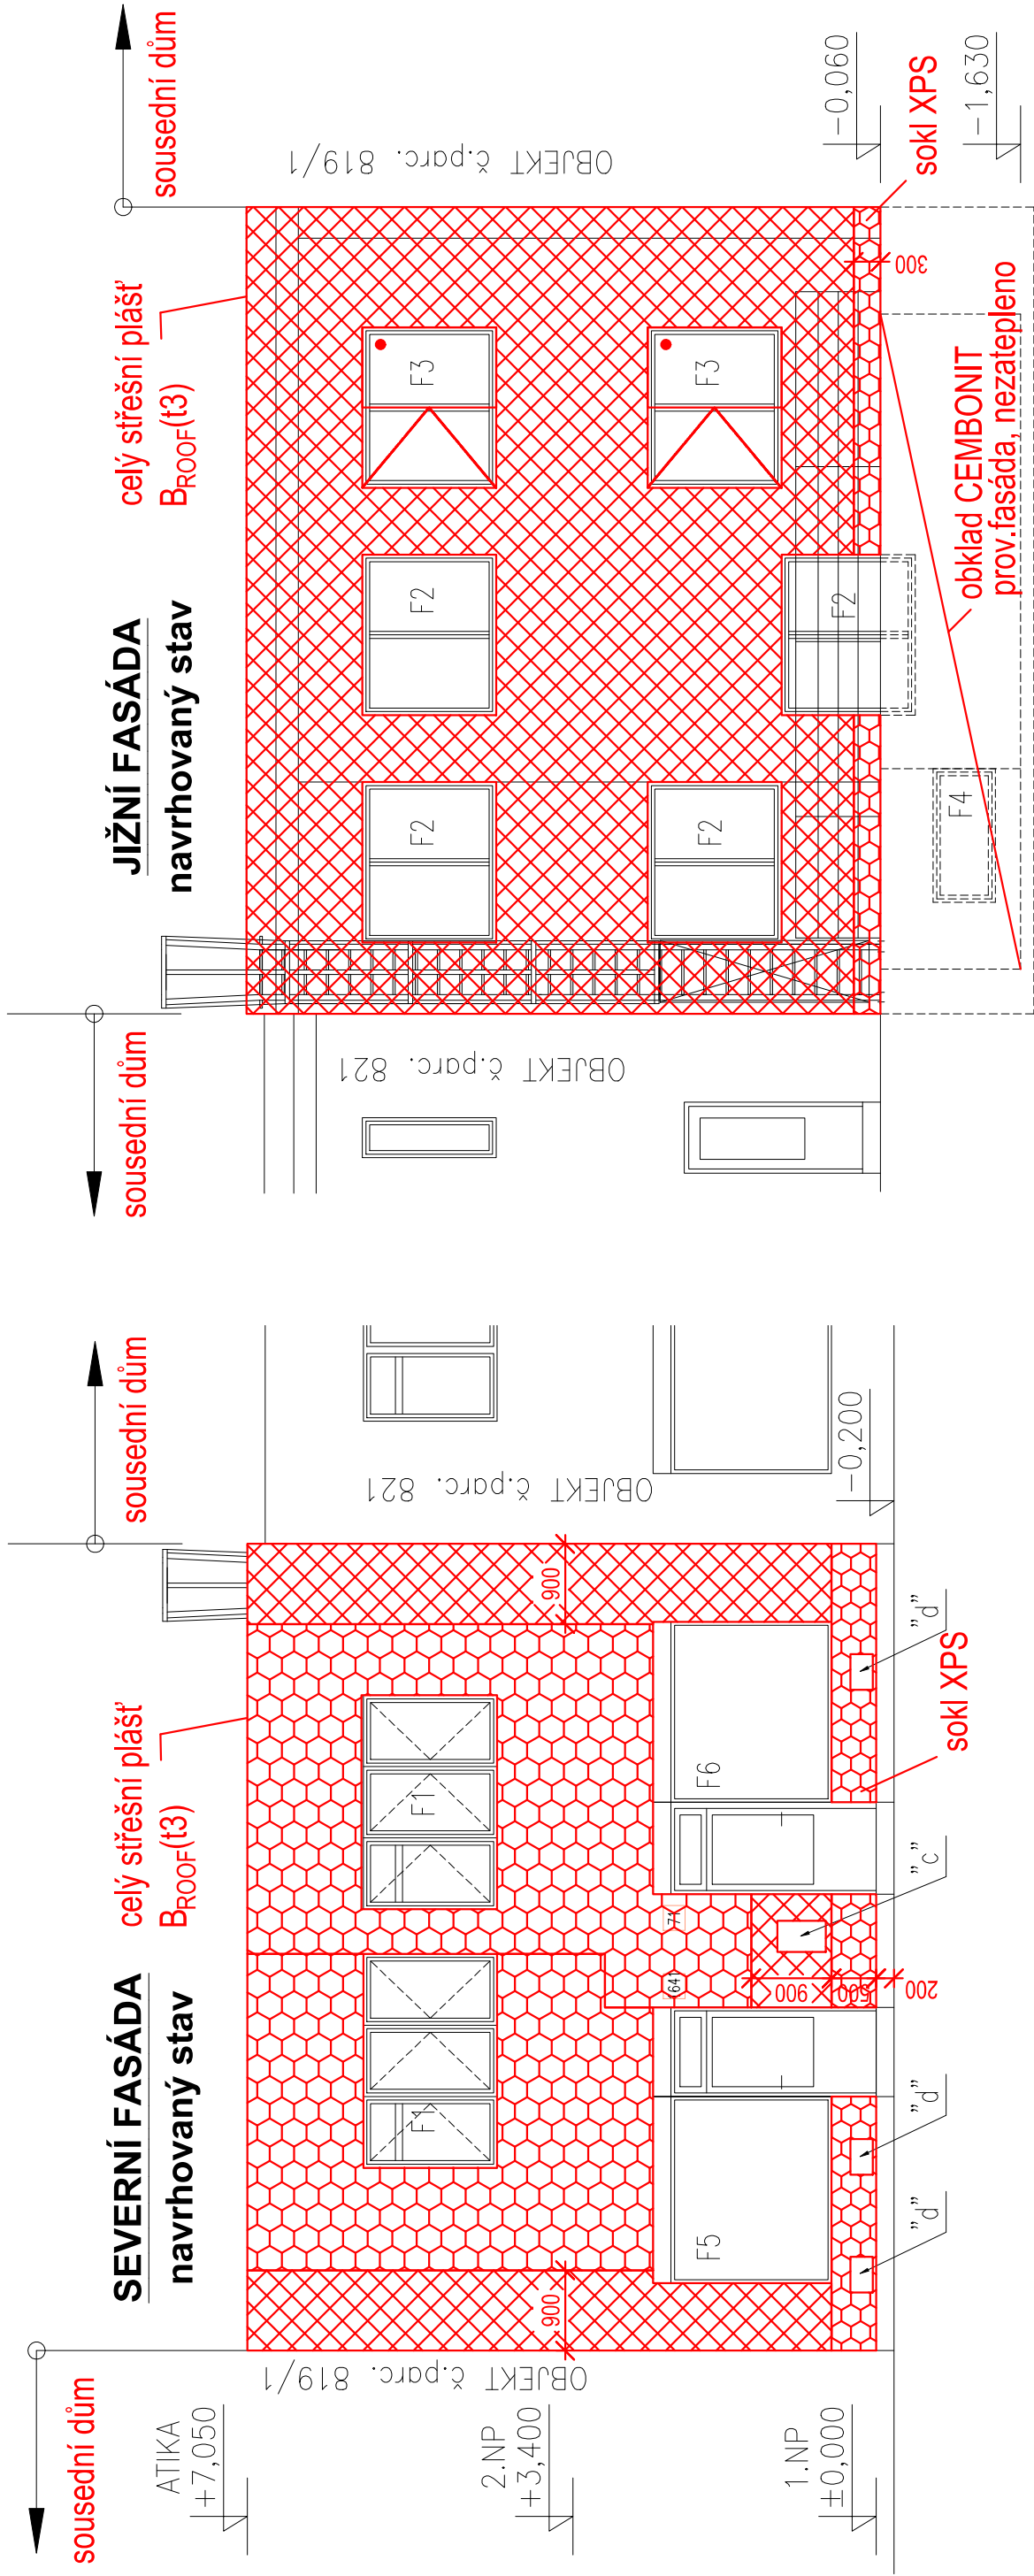 SEVERNÍ FASÁDA
navrhovaný stav
sousední dům
celý střešní plášť
BROOF(t3)
sousední dům
ATIKA
+7,050
2.NP
+3,400
1.NP
±0,000
OBJEKT č.parc. 819/1
OBJEKT č.parc. 821
F1
F1
F5
F6
641
71
900
900
900
500
200
-0,200
"d"
"d"
"c"
"d"
sokl XPS
JIŽNÍ FASÁDA
navrhovaný stav
sousední dům
celý střešní plášť
BROOF(t3)
sousední dům
OBJEKT č.parc. 821
OBJEKT č.parc. 819/1
F2
F2
F3
F2
F2
F3
F4
300
-0,060
-1,630
sokl XPS
obklad CEMBONIT
prov.fasáda, nezatepleno